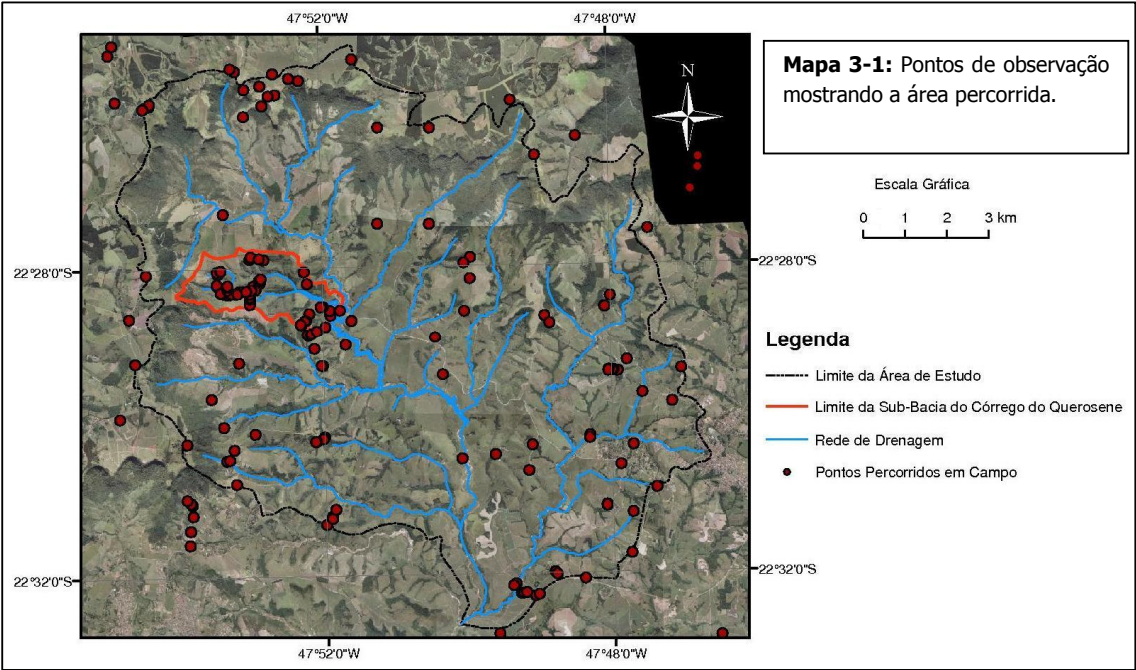 47°52'0"W
47°48'0"W
Mapa 3-1: Pontos de observação
mostrando a área percorrida.
N
Escala Gráfica
0 1 2 3 km
22°28'0"S
22°28'0"S
Legenda
Limite da Área de Estudo
Limite da Sub-Bacia do Córrego do Querosene
Rede de Drenagem
Pontos Percorridos em Campo
22°32'0"S
22°32'0"S
47°52'0"W
47°48'0"W